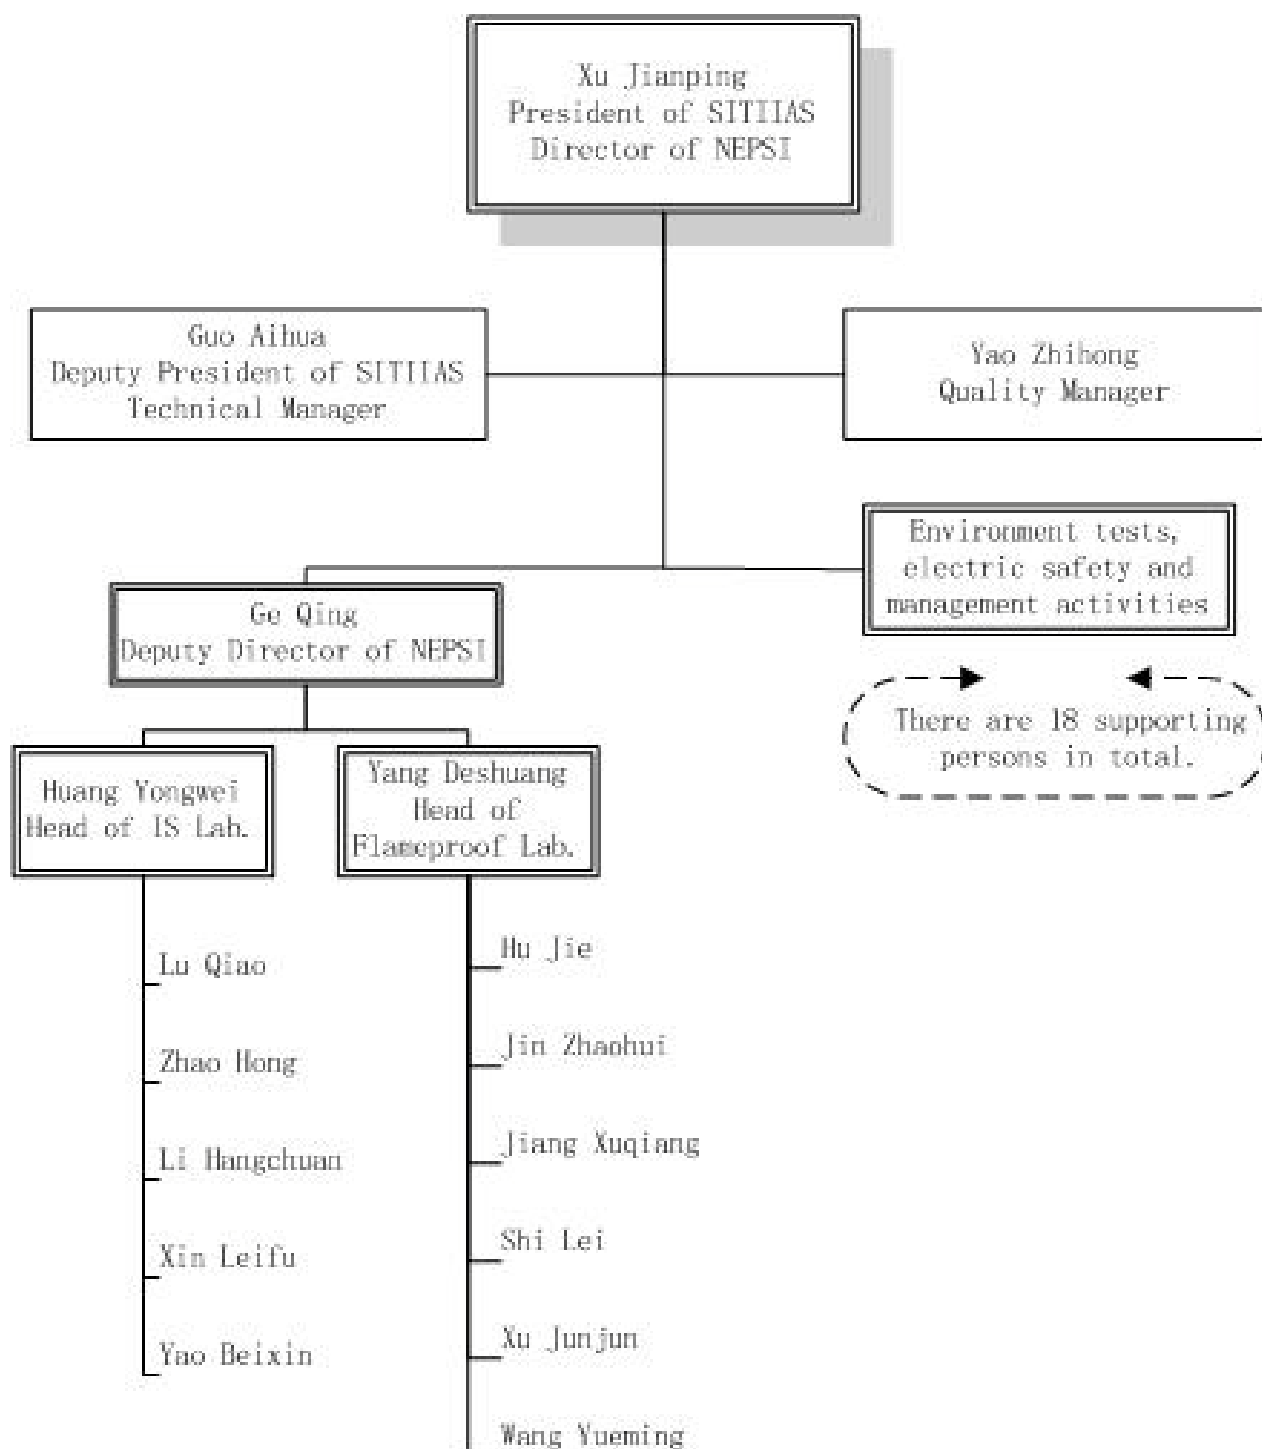 Xu Jianping
President of SITIIAS
Director of NEPSI
Guo Aihua
Deputy President of SITIIAS
Technical Manager
Yao Zhihong
Quality Manager
Environment tests,
electric safety and
management activities
Ge Qing
Deputy Director of NEPSI
There are 18 supporting
persons in total.
Huang Yongwei
Head of IS Lab.
Yang Deshuang
Head of
Flameproof Lab.
Lu Qiao
Zhao Hong
Li Hangchuan
Xin Leifu
Yao Beixin
Hu Jie
Jin Zhaohui
Jiang Xuqiang
Shi Lei
Xu Junjun
Wang Yueming